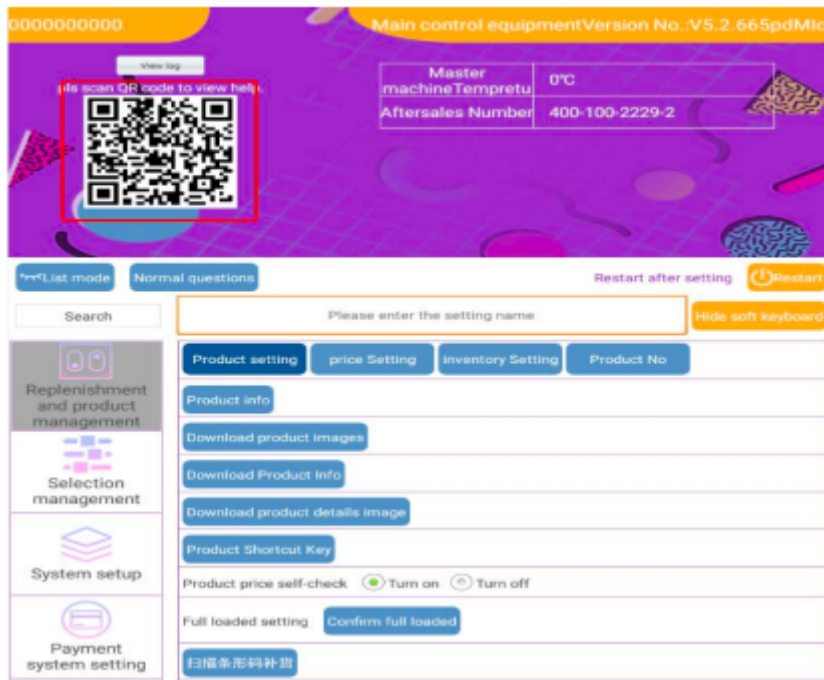 0000000000
Main control equipmentVersion No.:V5.2.665pdMic
View log
pls scan QR code to view help.
Master machineTempretu
0℃
Aftersales Number
400-100-2229-2
List mode
Normal questions
Restart after setting
Restart
Search
Please enter the setting name
Hide soft keyboard
Product setting
price Setting
Inventory Setting
Product No
Replenishment
and product
management
Product info
Download product images
Download Product Info
Selection
management
Download product details image
Product Shortcut Key
System setup
Product price self-check
Turn on
Turn off
Full loaded setting
Confirm full loaded
Payment
system setting
扫描条形码补货